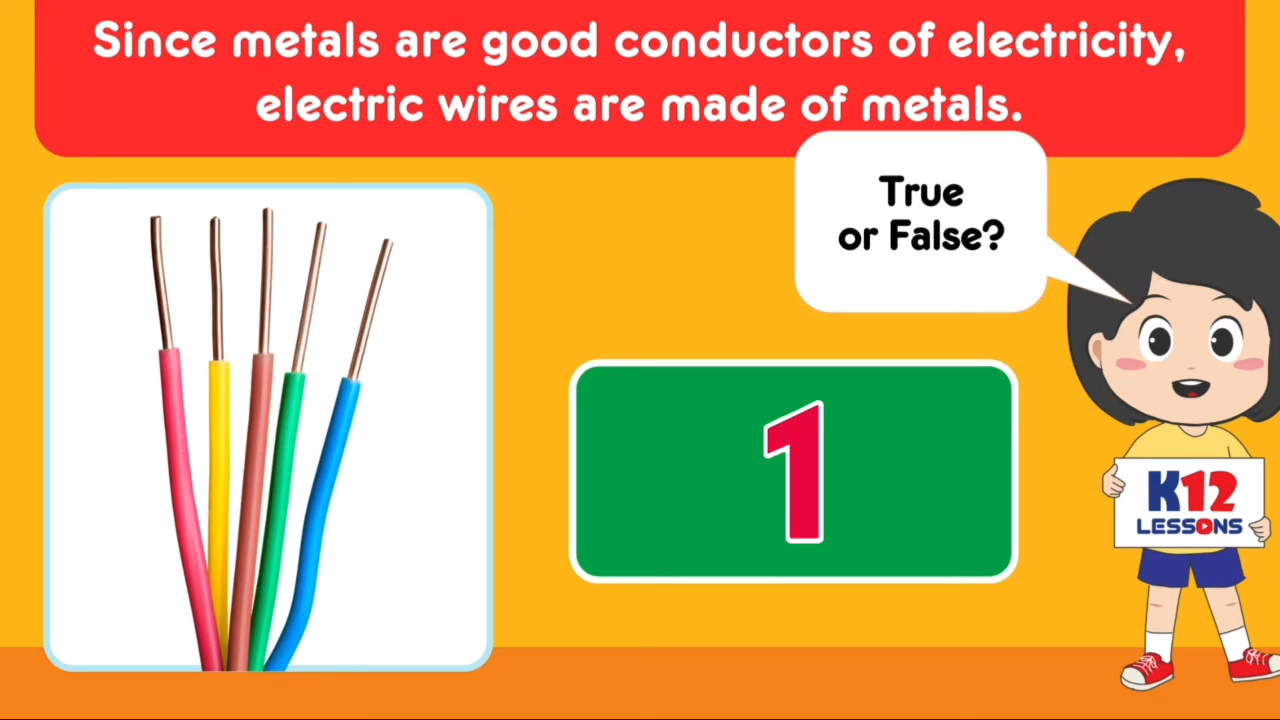 Since metals are good conductors of electricity,
electric wires are made of metals.
True
or False?
1
K12
LESSONS